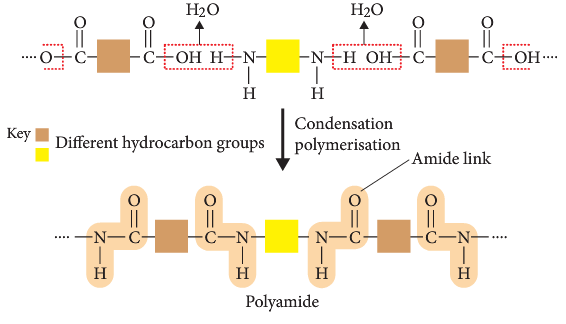 H2O H2O
O O O O
···· O — C — C — OH H — N — N — H OH — C — C — OH ····
H H
Key
Different hydrocarbon groups
Condensation
polymerisation
Amide link
O O O O
···· — N — C — C — N — N — C — C — N — ····
H H H H
Polyamide